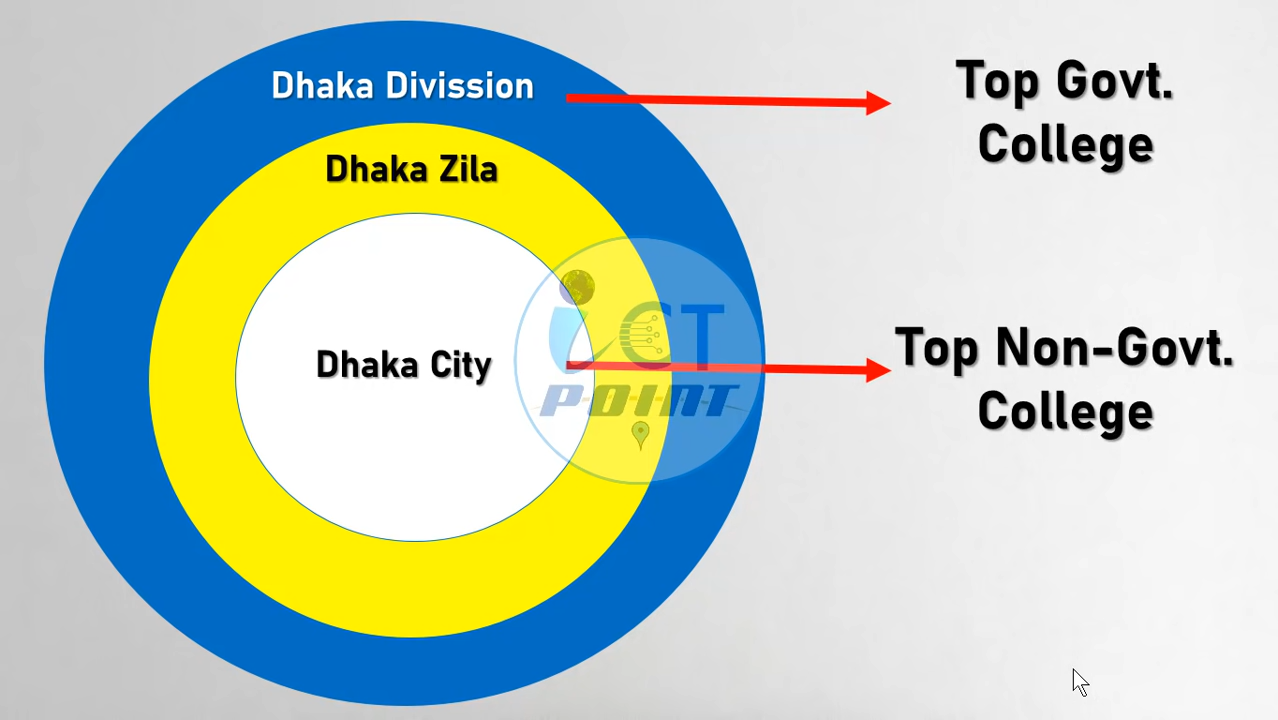 Dhaka Divission
Top Govt.
College
Dhaka Zila
Dhaka City
Top Non-Govt.
College
iCT
POINT